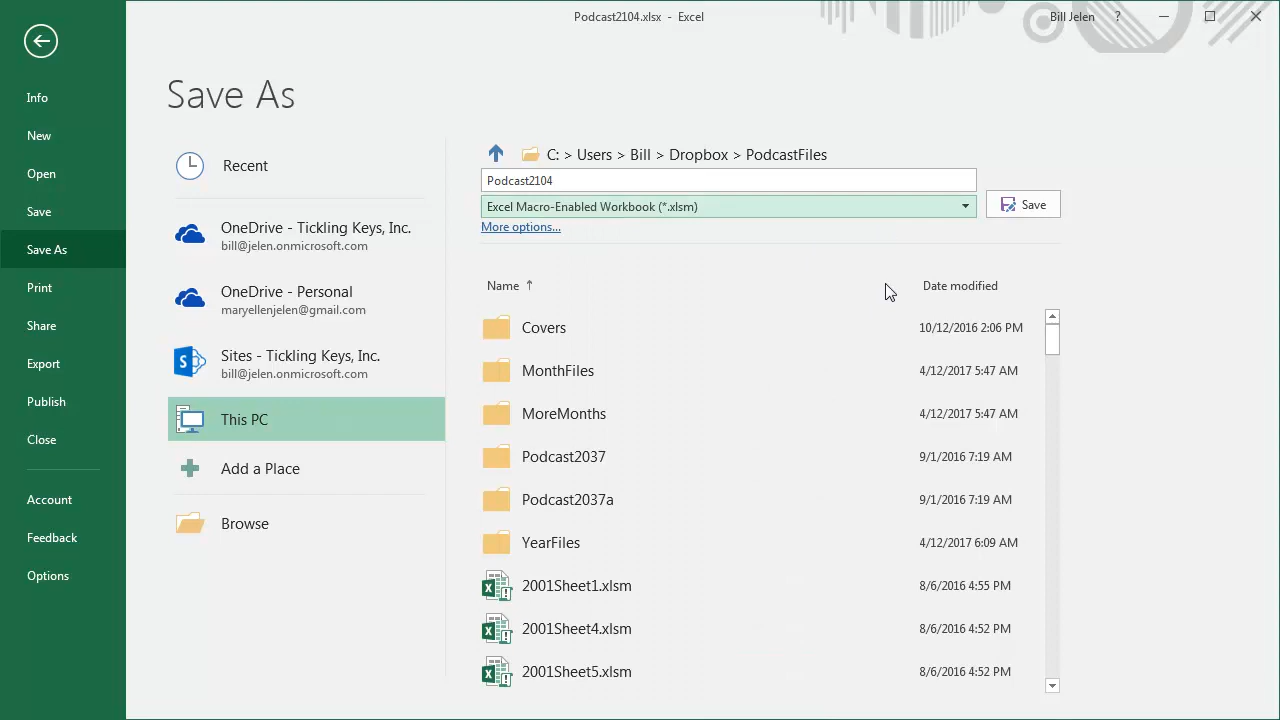 Podcast2104.xlsx - Excel
Bill Jelen
?
Info
New
Open
Save
Save As
Print
Share
Export
Publish
Close
Account
Feedback
Options
Save As
Recent
OneDrive - Tickling Keys, Inc.
bill@jelen.onmicrosoft.com
OneDrive - Personal
maryellenjelen@gmail.com
Sites - Tickling Keys, Inc.
bill@jelen.onmicrosoft.com
This PC
Add a Place
Browse
C: > Users > Bill > Dropbox > PodcastFiles
Podcast2104
Excel Macro-Enabled Workbook (*.xlsm)
Save
More options...
Name ↑ Date modified
Covers 10/12/2016 2:06 PM
MonthFiles 4/12/2017 5:47 AM
MoreMonths 4/12/2017 5:47 AM
Podcast2037 9/1/2016 7:19 AM
Podcast2037a 9/1/2016 7:19 AM
YearFiles 4/12/2017 6:09 AM
2001Sheet1.xlsm 8/6/2016 4:55 PM
2001Sheet4.xlsm 8/6/2016 4:52 PM
2001Sheet5.xlsm 8/6/2016 4:52 PM